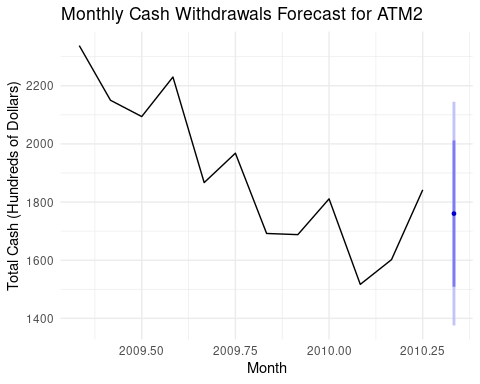 Monthly Cash Withdrawals Forecast for ATM2
Total Cash (Hundreds of Dollars)
2200
2000
1800
1600
1400
2009.50 2009.75 2010.00 2010.25
Month